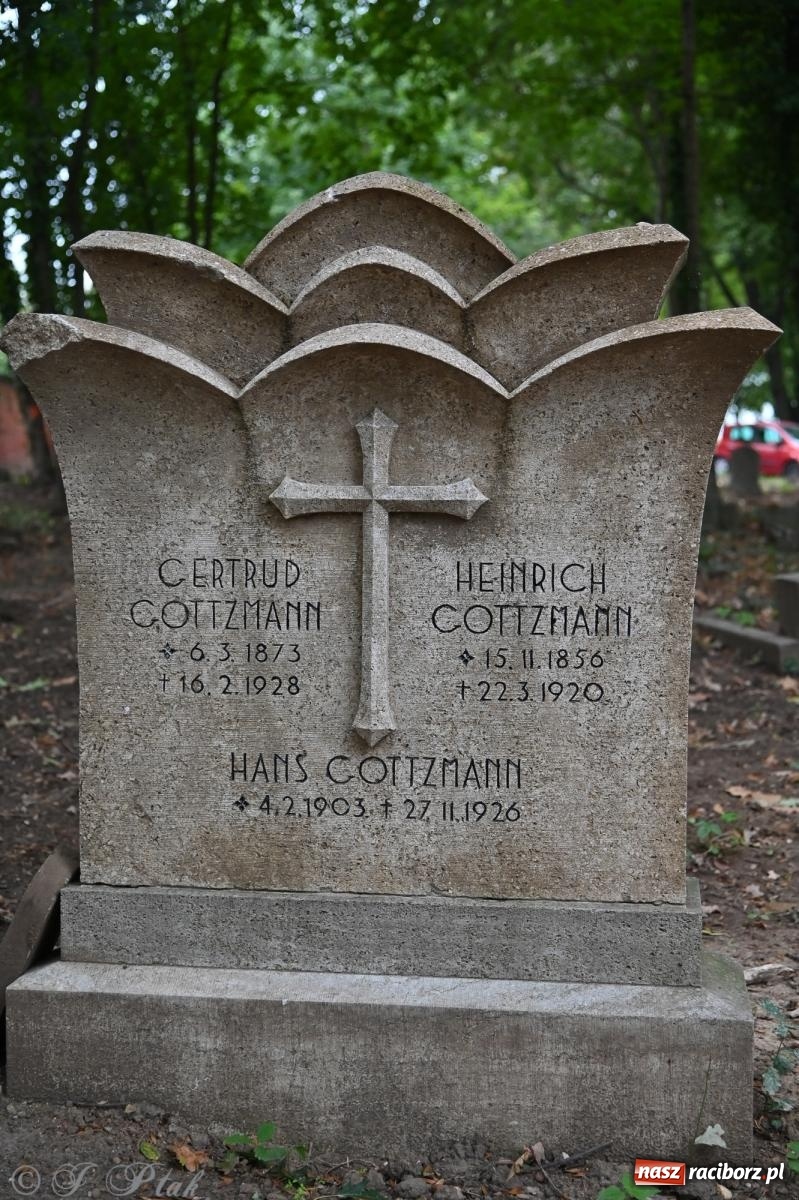 GERTRUD
GOTTZMANN
6.3.1873
†16.2.1928
HEINRICH
GOTTZMANN
15.11.1856
†22.3.1920
HANS GOTTZMANN
4.2.1903 † 27.11.1926
© J. Ptak
nasz raciborz.pl